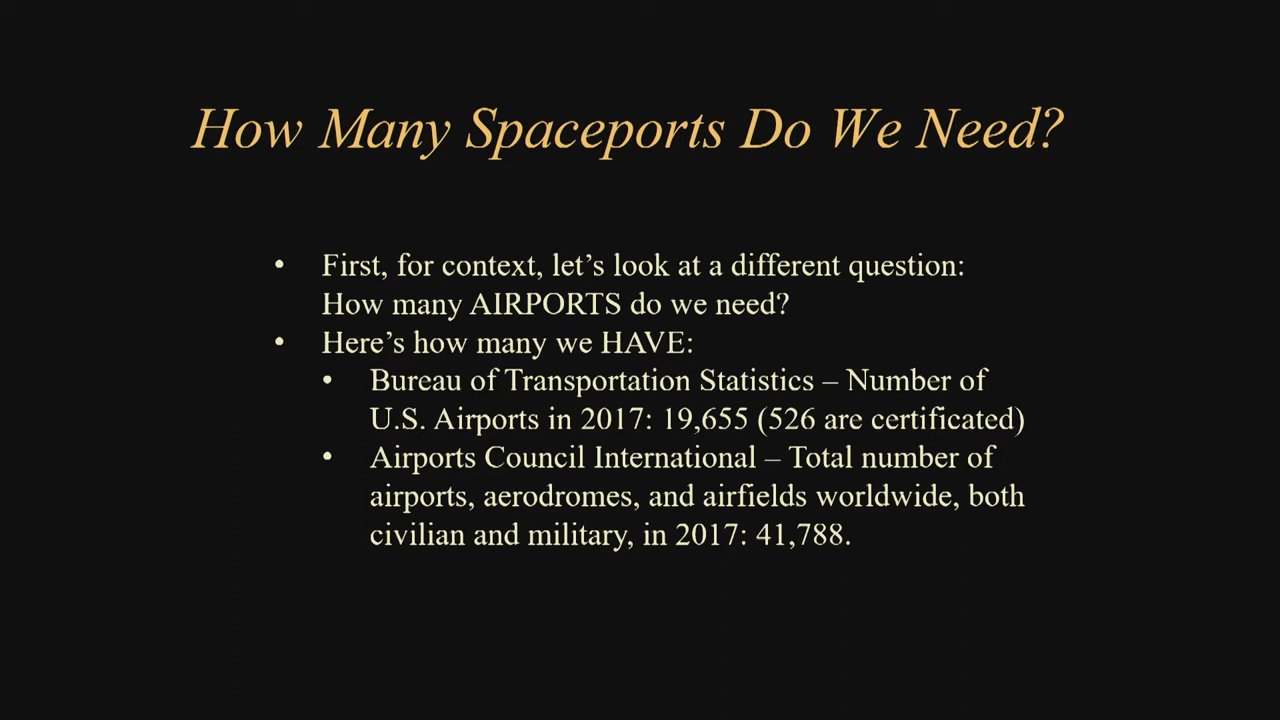 How Many Spaceports Do We Need?
• First, for context, let’s look at a different question:
How many AIRPORTS do we need?
• Here’s how many we HAVE:
• Bureau of Transportation Statistics – Number of
U.S. Airports in 2017: 19,655 (526 are certificated)
• Airports Council International – Total number of
airports, aerodromes, and airfields worldwide, both
civilian and military, in 2017: 41,788.